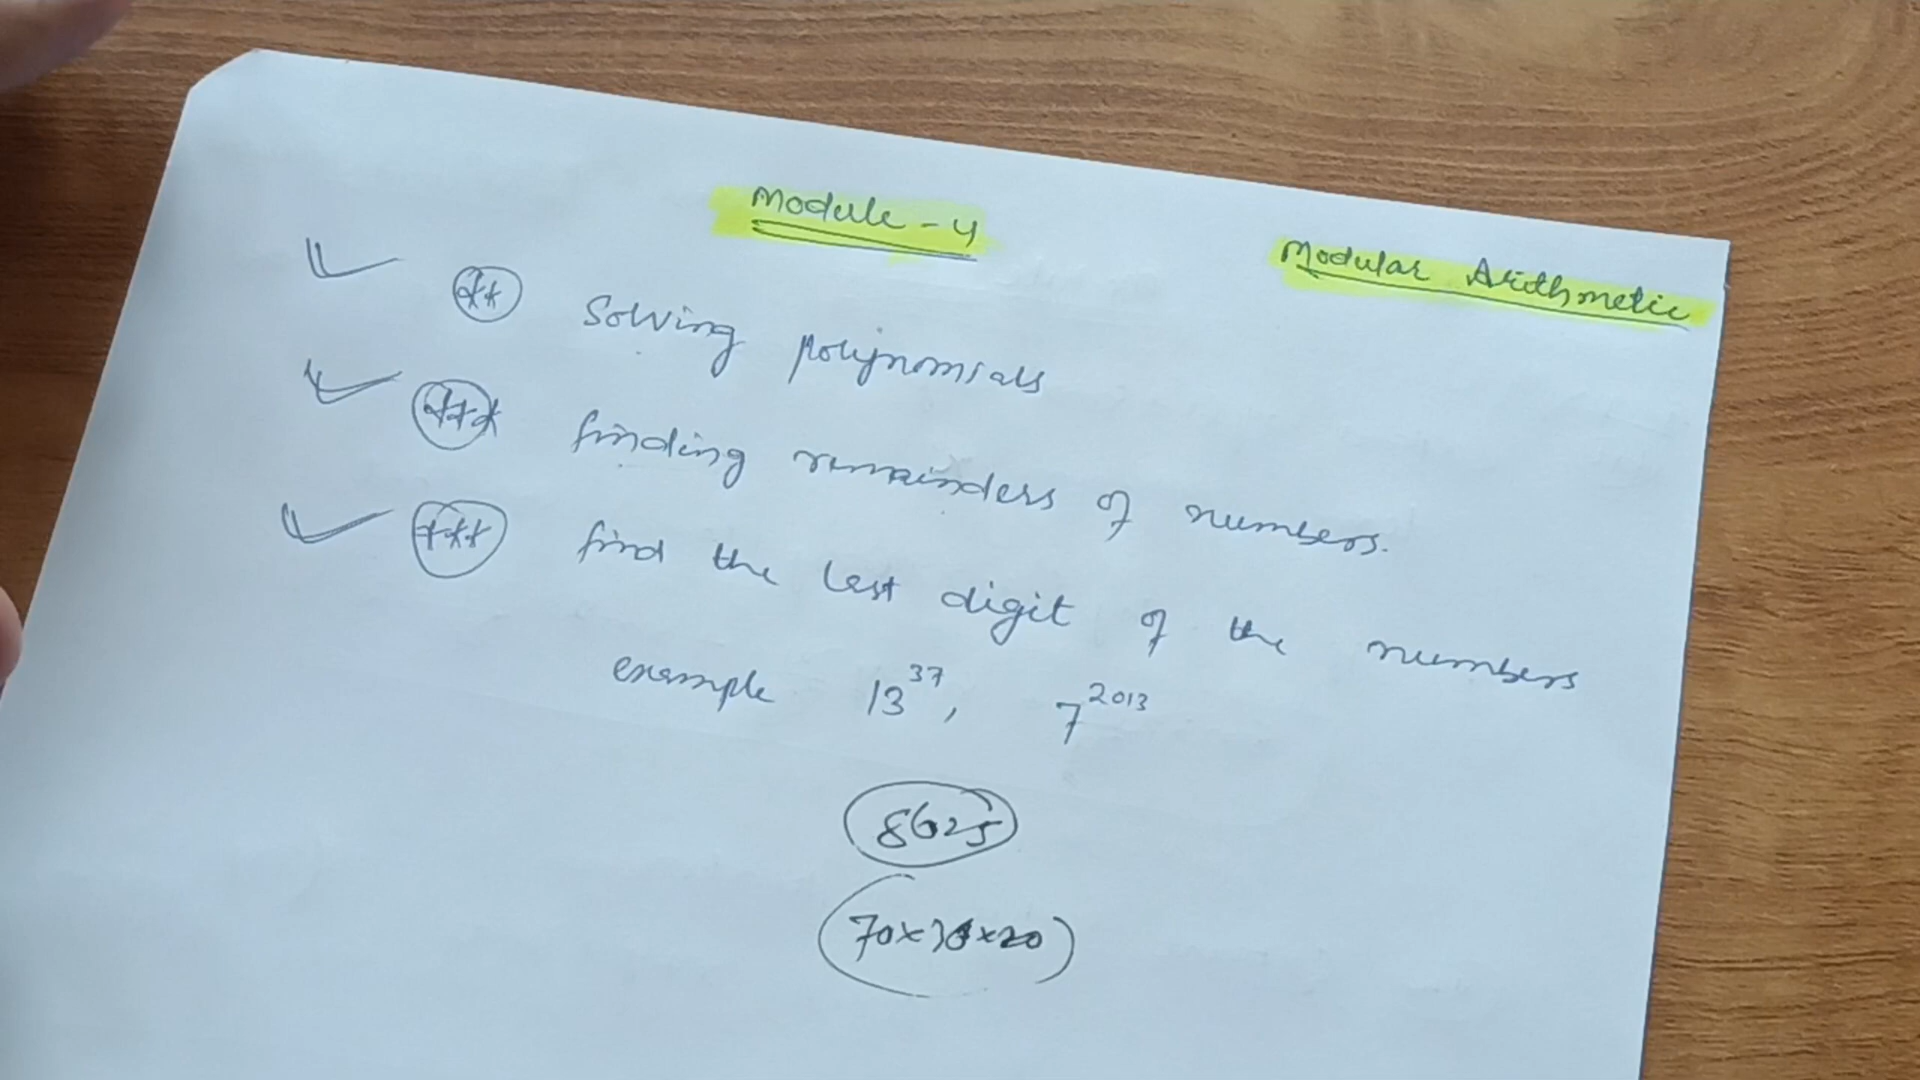 Module - 4
Modular Arithmetic
** Solving polynomials
*** finding remainders of numbers.
*** find the last digit of the numbers
example 13^37, 7^2013
8625